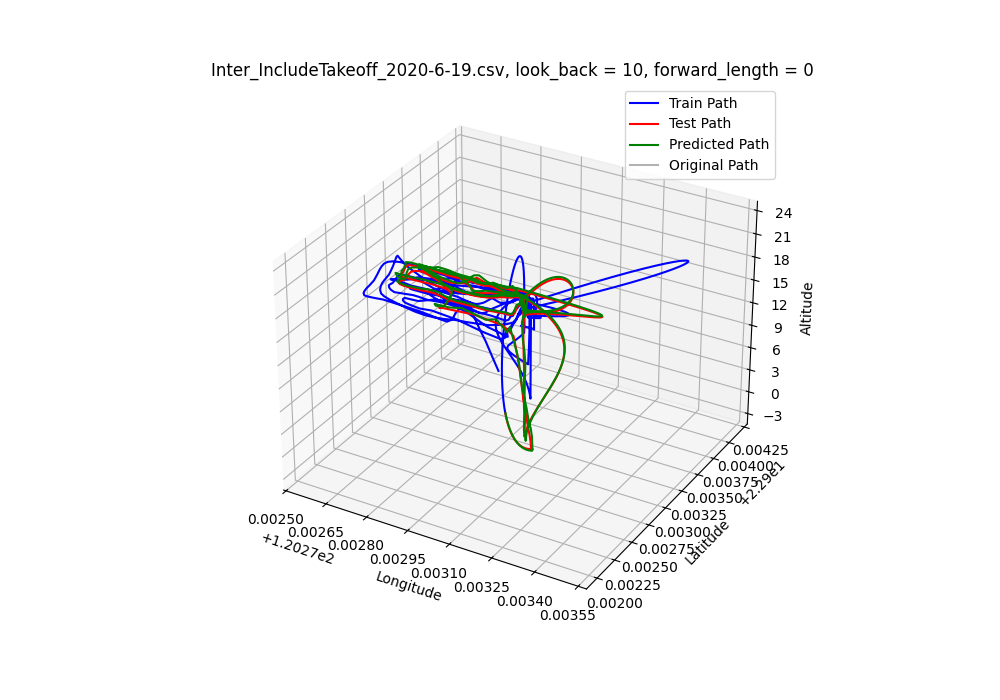 Inter_IncludeTakeoff_2020-6-19.csv, look_back = 10, forward_length = 0
Train Path
Test Path
Predicted Path
Original Path
24
21
18
15
12
9
6
3
0
−3
Altitude
0.00425
0.00400
0.00375
0.00350
0.00325
0.00300
0.00275
0.00250
0.00225
0.00200
+2.29e1
Latitude
0.00250
0.00265
0.00280
0.00295
0.00310
0.00325
0.00340
0.00355
+1.2027e2
Longitude